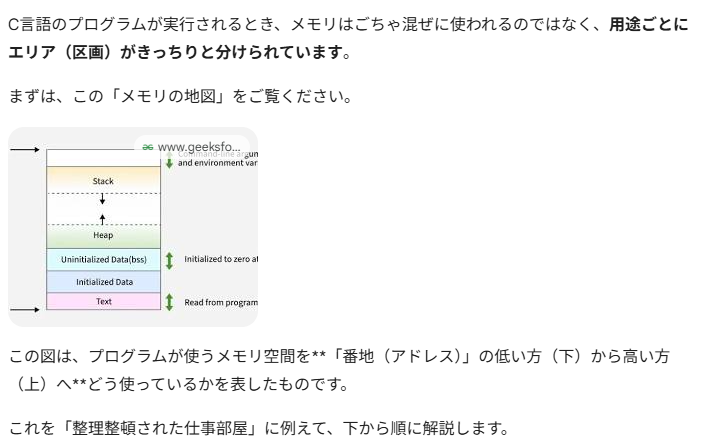 C言語のプログラムが実行されるとき、メモリはごちゃ混ぜに使われるのではなく、用途ごとに
エリア（区画）がきっちりと分けられています。
まずは、この「メモリの地図」をご覧ください。
www.geeksfo...
Command-line argun
and environment var
Stack
Heap
Uninitialized Data(bss)
Initialized to zero at
Initialized Data
Text
Read from program
この図は、プログラムが使うメモリ空間を**「番地（アドレス）」の低い方（下）から高い方
（上）へ**どう使っているかを表したものです。
これを「整理整頓された仕事部屋」に例えて、下から順に解説します。